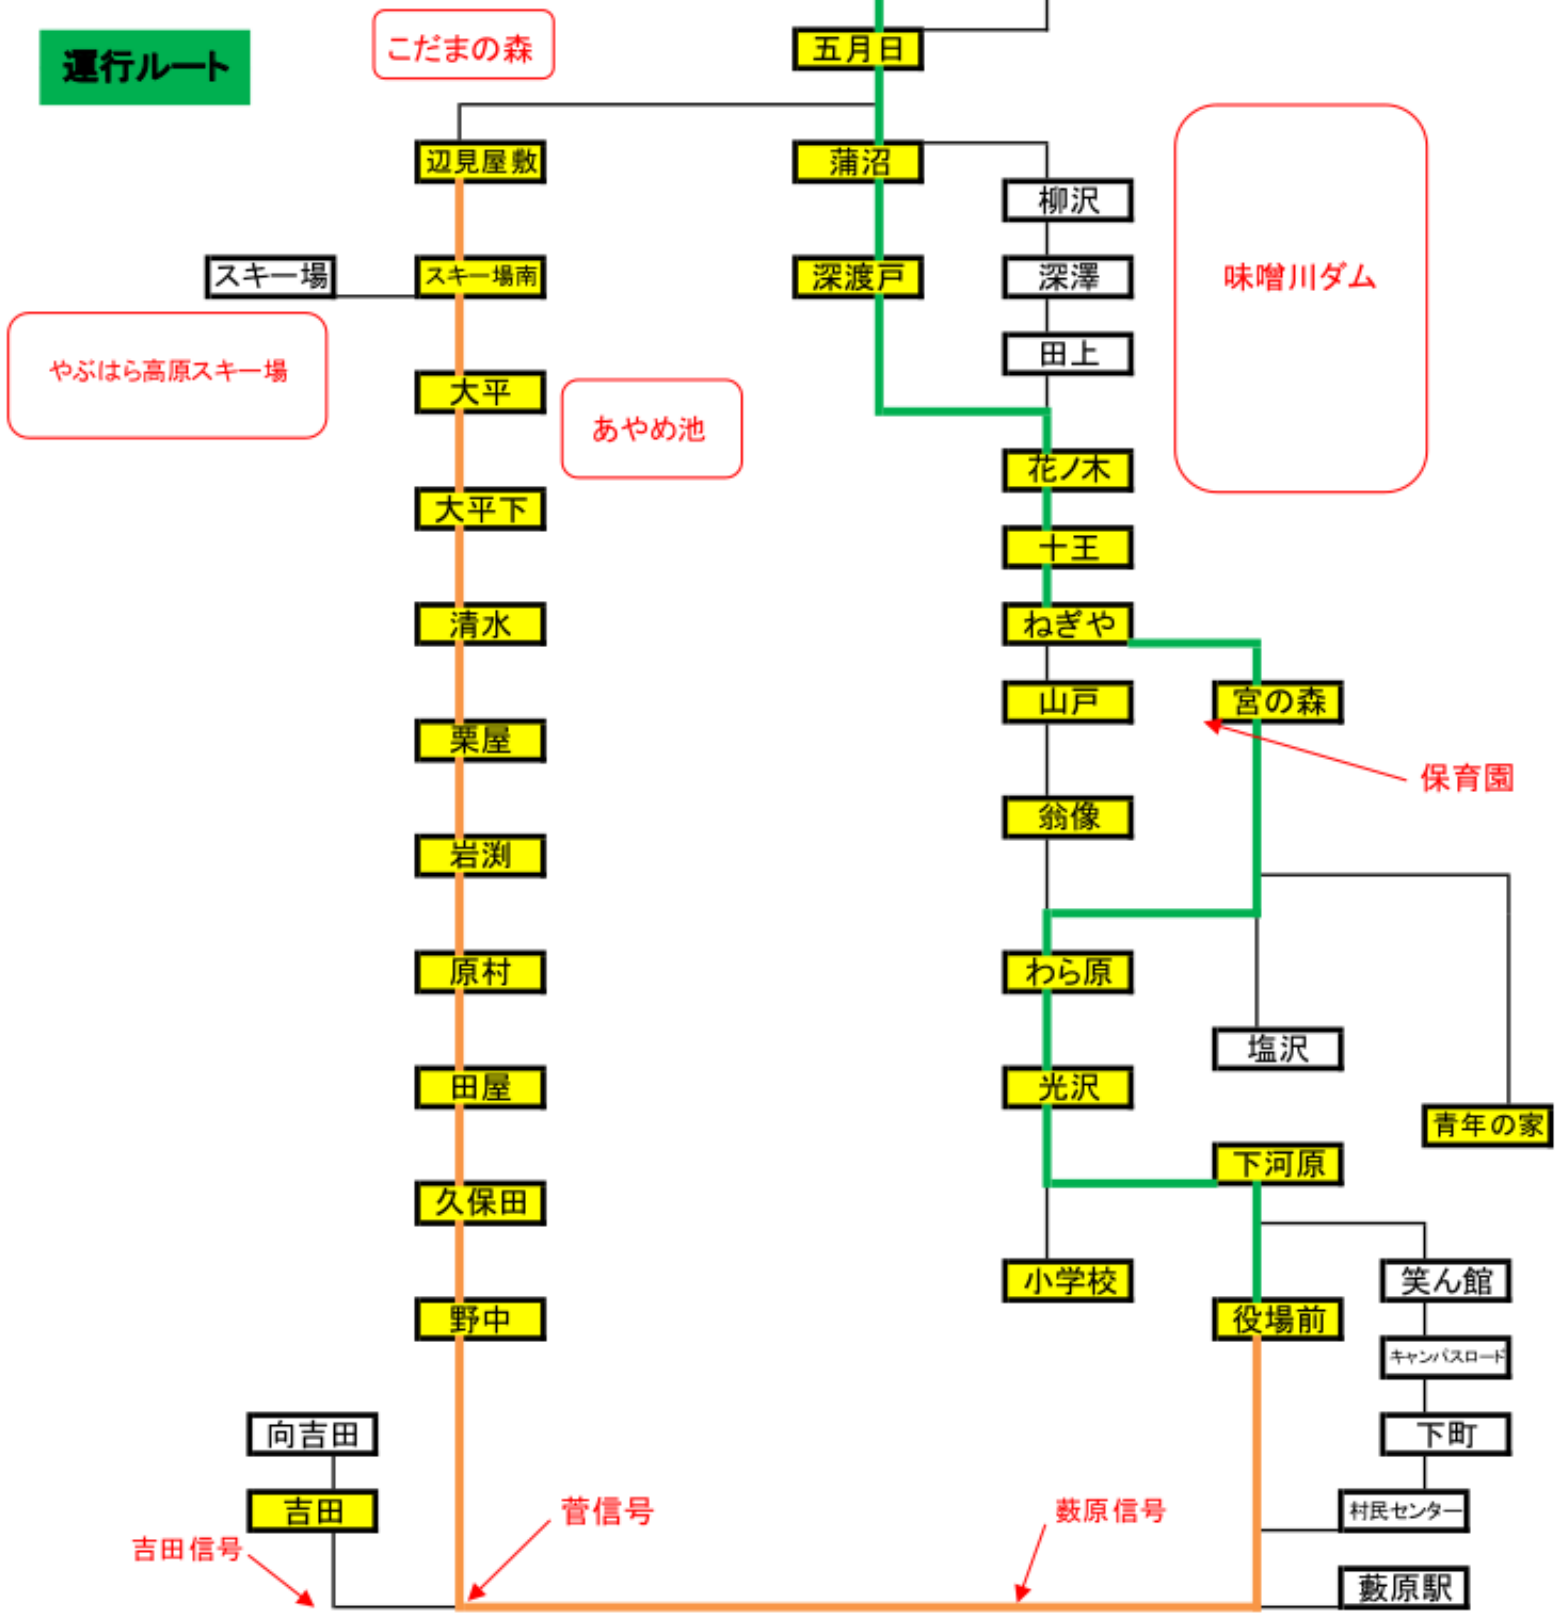 運行ルート
こだまの森
五月日
辺見屋敷
蒲沼
柳沢
スキー場
スキー場南
深渡戸
深澤
味噌川ダム
田上
やぶはら高原スキー場
大平
あやめ池
花ノ木
大平下
十王
清水
ねぎや
山戸
宮の森
栗屋
保育園
翁像
岩渕
原村
わら原
塩沢
田屋
光沢
青年の家
下河原
久保田
小学校
笑ん館
野中
役場前
キャンパスロード
向吉田
下町
吉田
菅信号
藪原信号
村民センター
吉田信号
藪原駅